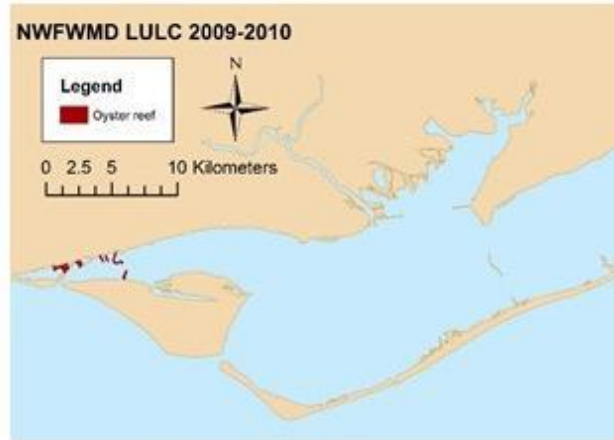 NWFWMD LULC 2009-2010
Legend
Oyster reef
N
0 2.5 5 10 Kilometers